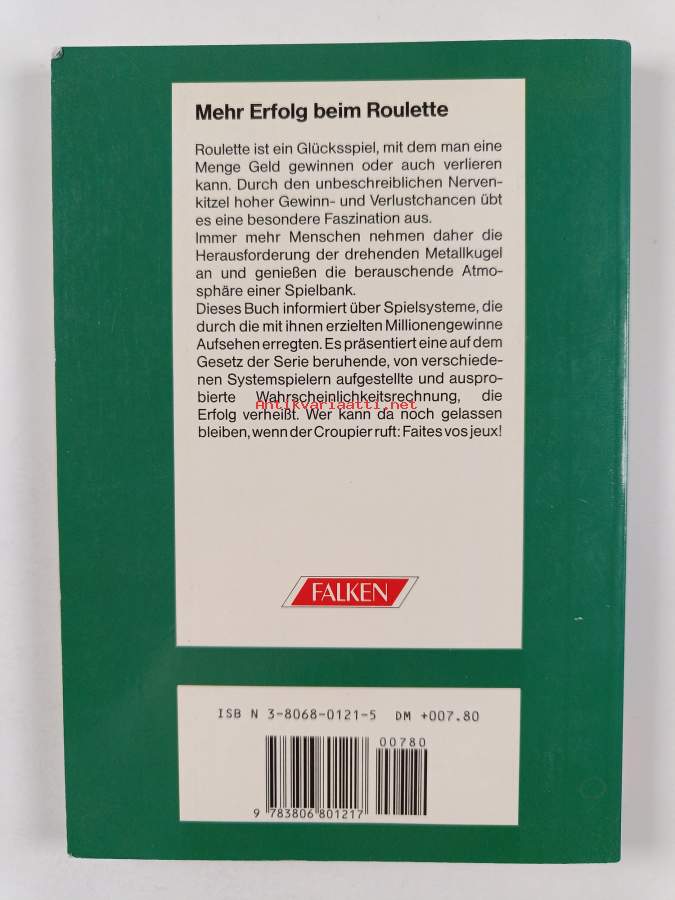 Mehr Erfolg beim Roulette
Roulette ist ein Glücksspiel, mit dem man eine
Menge Geld gewinnen oder auch verlieren
kann. Durch den unbeschreiblichen Nerven-
kitzel hoher Gewinn- und Verlustchancen übt
es eine besondere Faszination aus.
Immer mehr Menschen nehmen daher die
Herausforderung der drehenden Metallkugel
an und genießen die berauschende Atmo-
sphäre einer Spielbank.
Dieses Buch informiert über Spielsysteme, die
durch die mit ihnen erzielten Millionengewinne
Aufsehen erregten. Es präsentiert eine auf dem
Gesetz der Serie beruhende, von verschiede-
nen Systemspielern aufgestellte und auspro-
bierte Wahrscheinlichkeitsrechnung, die
Antikvariaatti.net
Erfolg verheißt. Wer kann da noch gelassen
bleiben, wenn der Croupier ruft: Faites vos jeux!
FALKEN
ISBN 3-8068-0121-5 DM +007.80
00780
9 783806 801217